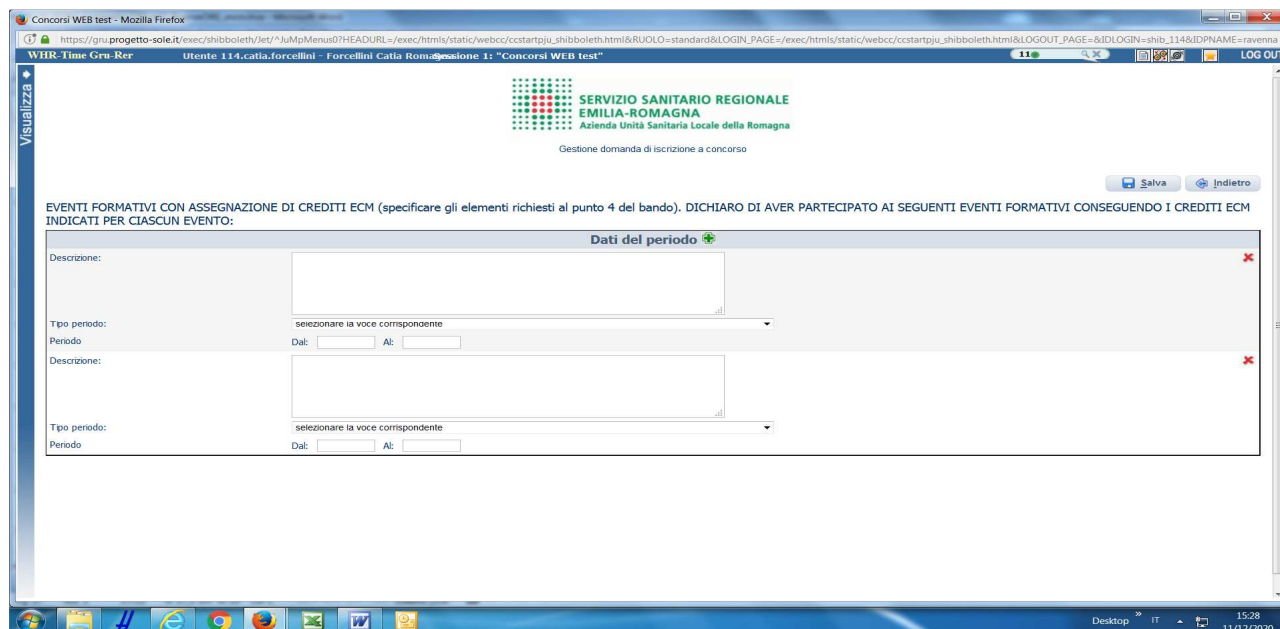 Concorsi WEB test - Mozilla Firefox
https://gru.progetto-sole.it/exec/shibboleth/Jet/^JuMpMenus0?HEADURL=/exec/htmls/static/webcc/ccstartpju_shibboleth.html&RUOLO=standard&LOGIN_PAGE=/exec/htmls/static/webcc/ccstartpju_shibboleth.html&LOGOUT_PAGE=&IDLOGIN=shib_114&IDPNAME=ravenna
WHR-Time Gru-Rer Utente 114.catia.forcellini - Forcellini Catia Romagna Sessione 1: "Concorsi WEB test" 11 LOG OUT
Visualizza
SERVIZIO SANITARIO REGIONALE
EMILIA-ROMAGNA
Azienda Unità Sanitaria Locale della Romagna
Gestione domanda di iscrizione a concorso
Salva Indietro
EVENTI FORMATIVI CON ASSEGNAZIONE DI CREDITI ECM (specificare gli elementi richiesti al punto 4 del bando). DICHIARO DI AVER PARTECIPATO AI SEGUENTI EVENTI FORMATIVI CONSEGUENDO I CREDITI ECM
INDICATI PER CIASCUN EVENTO:
Dati del periodo
Descrizione:
Tipo periodo: selezionare la voce corrispondente
Periodo Dal: Al:
Descrizione:
Tipo periodo: selezionare la voce corrispondente
Periodo Dal: Al:
Desktop » IT 15:28
11/12/2020